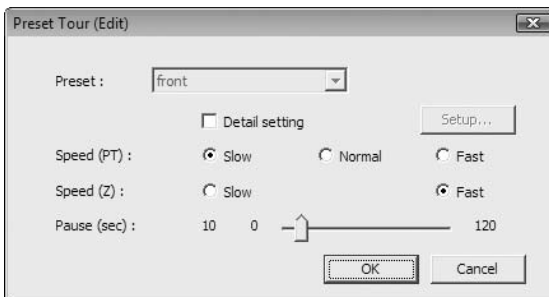 Preset Tour (Edit)
Preset : front
Detail setting Setup...
Speed (PT) : Slow Normal Fast
Speed (Z) : Slow Fast
Pause (sec) : 10 0 120
OK Cancel